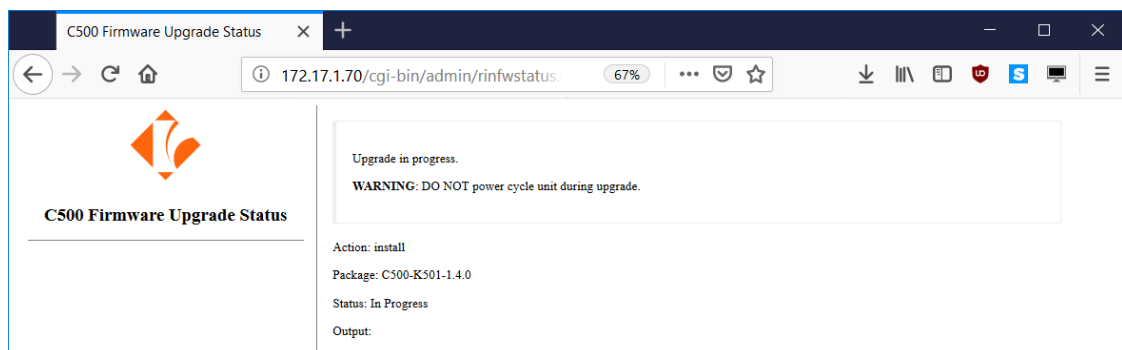 C500 Firmware Upgrade Status
172.17.1.70/cgi-bin/admin/rinfwstatus. 67%
C500 Firmware Upgrade Status
Upgrade in progress.
WARNING: DO NOT power cycle unit during upgrade.
Action: install
Package: C500-K501-1.4.0
Status: In Progress
Output: